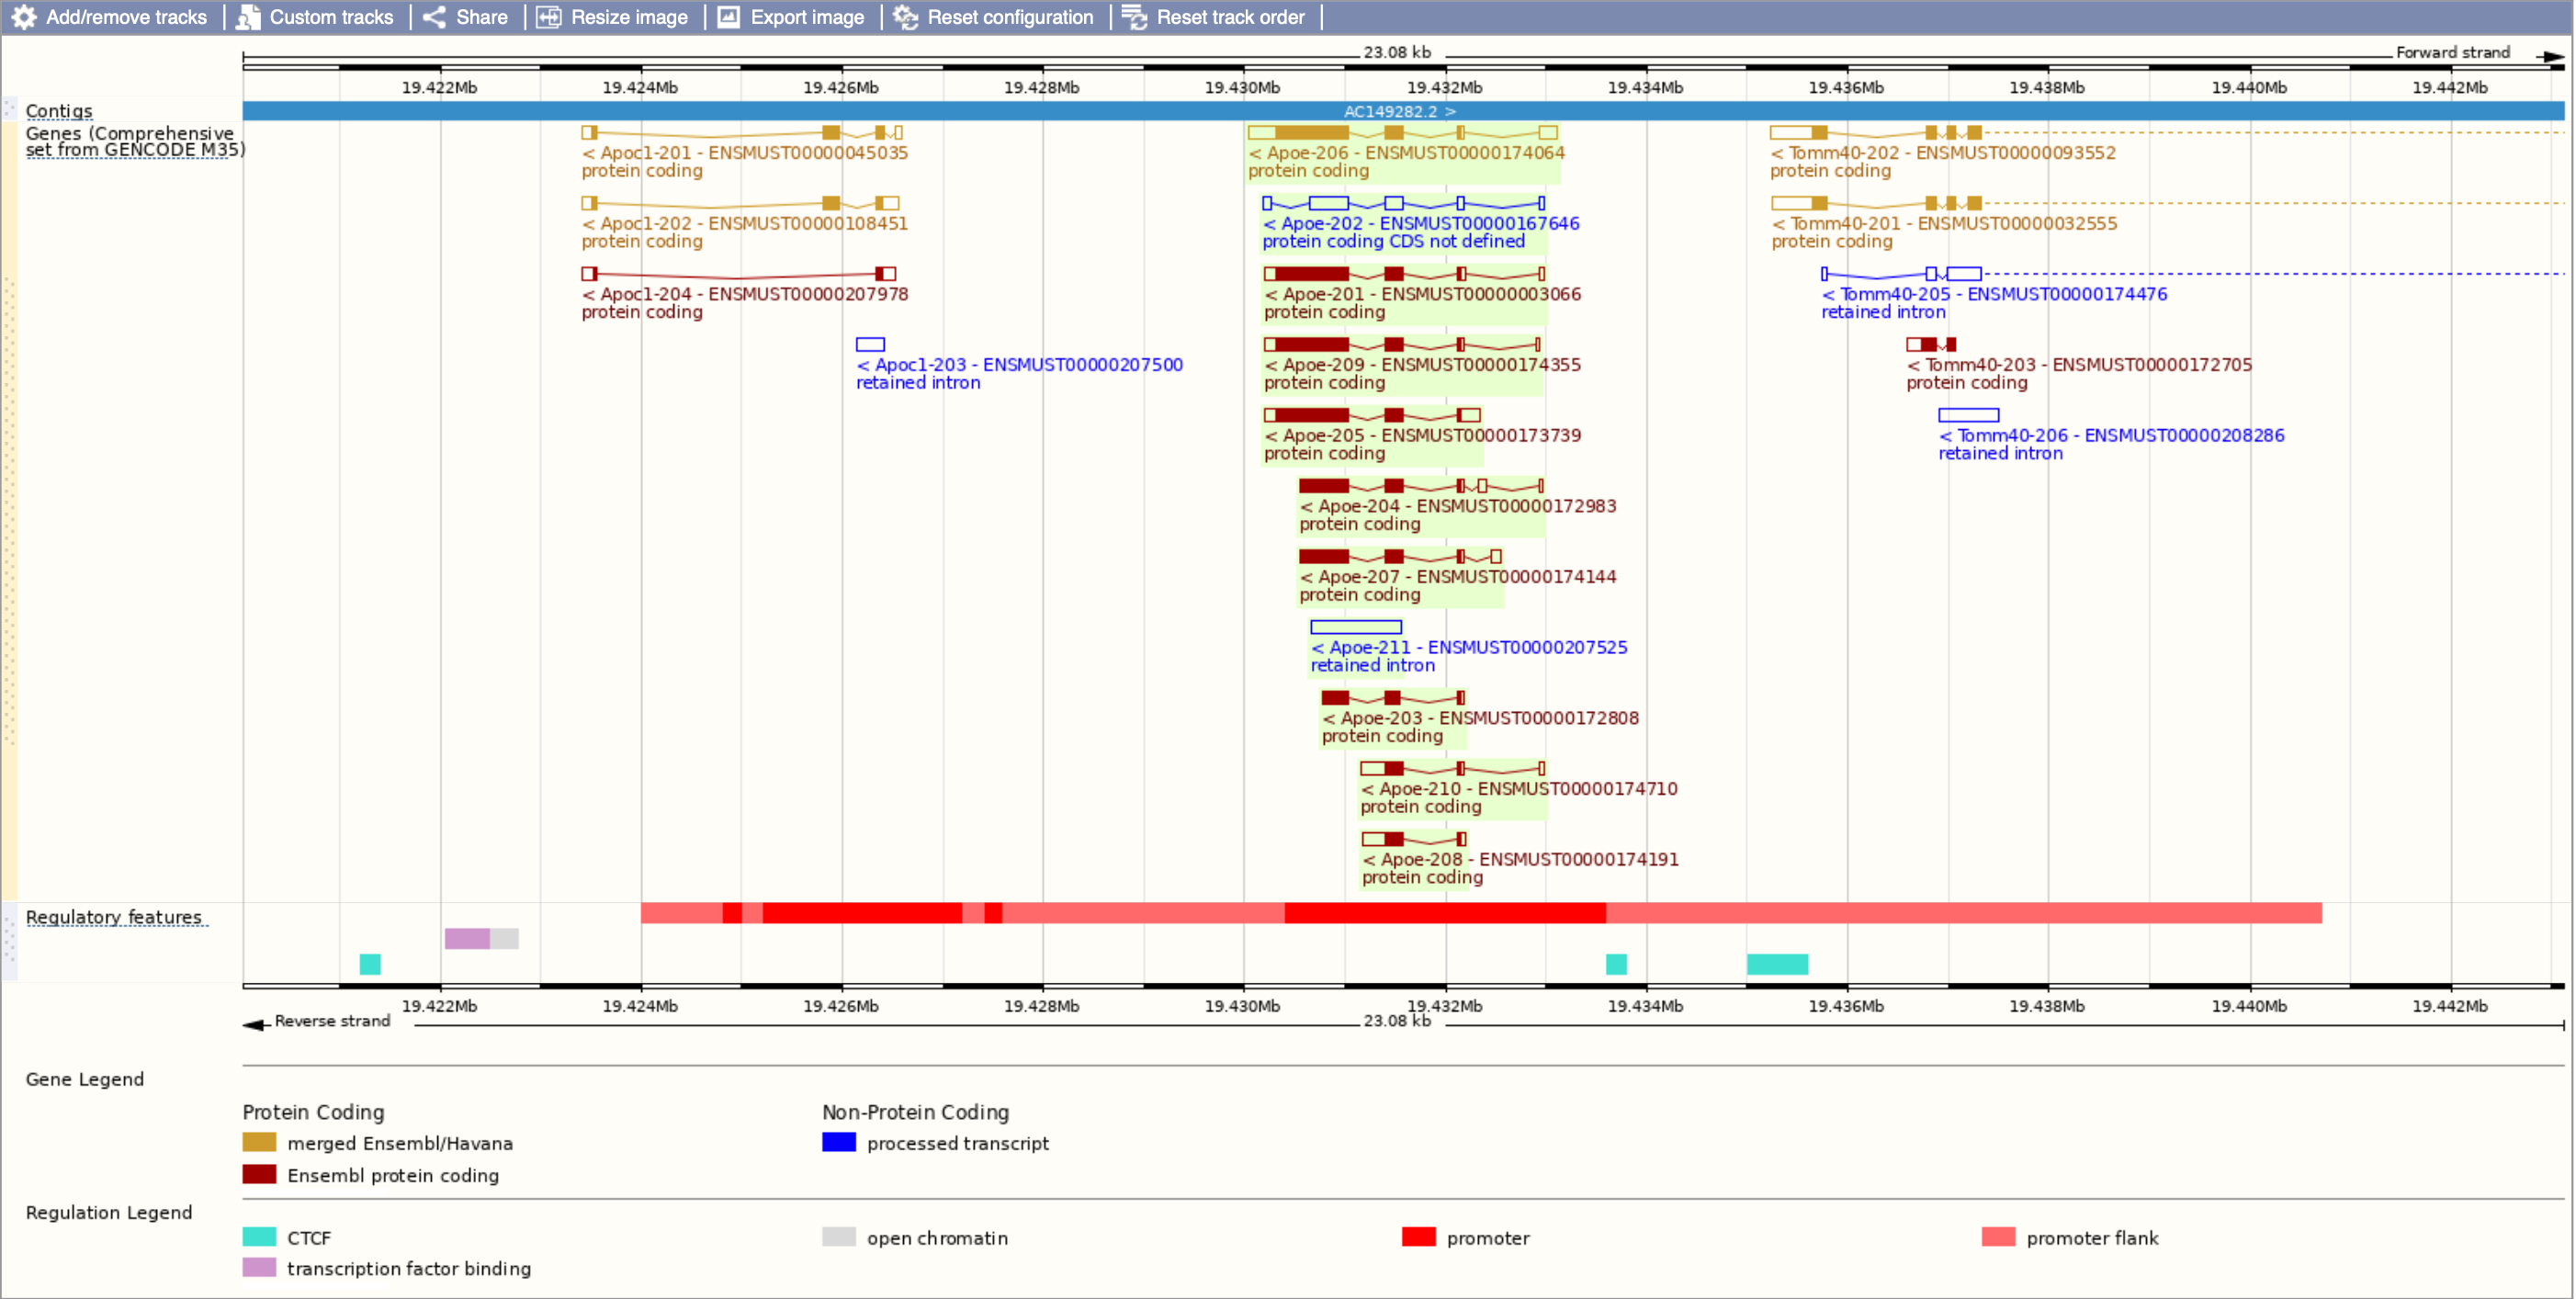 Add/remove tracks Custom tracks Share Resize image Export image Reset configuration Reset track order
23.08 kb Forward strand
19.422Mb 19.424Mb 19.426Mb 19.428Mb 19.430Mb 19.432Mb 19.434Mb 19.436Mb 19.438Mb 19.440Mb 19.442Mb
Contigs AC149282.2 >
Genes (Comprehensive
set from GENCODE M35)
< Apoc1-201 - ENSMUST00000045035 < Apoe-206 - ENSMUST00000174064 < Tomm40-202 - ENSMUST00000093552
protein coding protein coding protein coding
< Apoc1-202 - ENSMUST00000108451 < Apoe-202 - ENSMUST00000167646 < Tomm40-201 - ENSMUST00000032555
protein coding protein coding CDS not defined protein coding
< Apoc1-204 - ENSMUST00000207978 < Apoe-201 - ENSMUST00000003066 < Tomm40-205 - ENSMUST00000174476
protein coding protein coding retained intron
< Apoc1-203 - ENSMUST00000207500 < Apoe-209 - ENSMUST00000174355 < Tomm40-203 - ENSMUST00000172705
retained intron protein coding protein coding
< Apoe-205 - ENSMUST00000173739 < Tomm40-206 - ENSMUST00000208286
protein coding retained intron
< Apoe-204 - ENSMUST00000172983
protein coding
< Apoe-207 - ENSMUST00000174144
protein coding
< Apoe-211 - ENSMUST00000207525
retained intron
< Apoe-203 - ENSMUST00000172808
protein coding
< Apoe-210 - ENSMUST00000174710
protein coding
< Apoe-208 - ENSMUST00000174191
protein coding
Regulatory features
19.422Mb 19.424Mb 19.426Mb 19.428Mb 19.430Mb 19.432Mb 19.434Mb 19.436Mb 19.438Mb 19.440Mb 19.442Mb
Reverse strand 23.08 kb
Gene Legend
Protein Coding Non-Protein Coding
merged Ensembl/Havana processed transcript
Ensembl protein coding
Regulation Legend
CTCF open chromatin promoter promoter flank
transcription factor binding